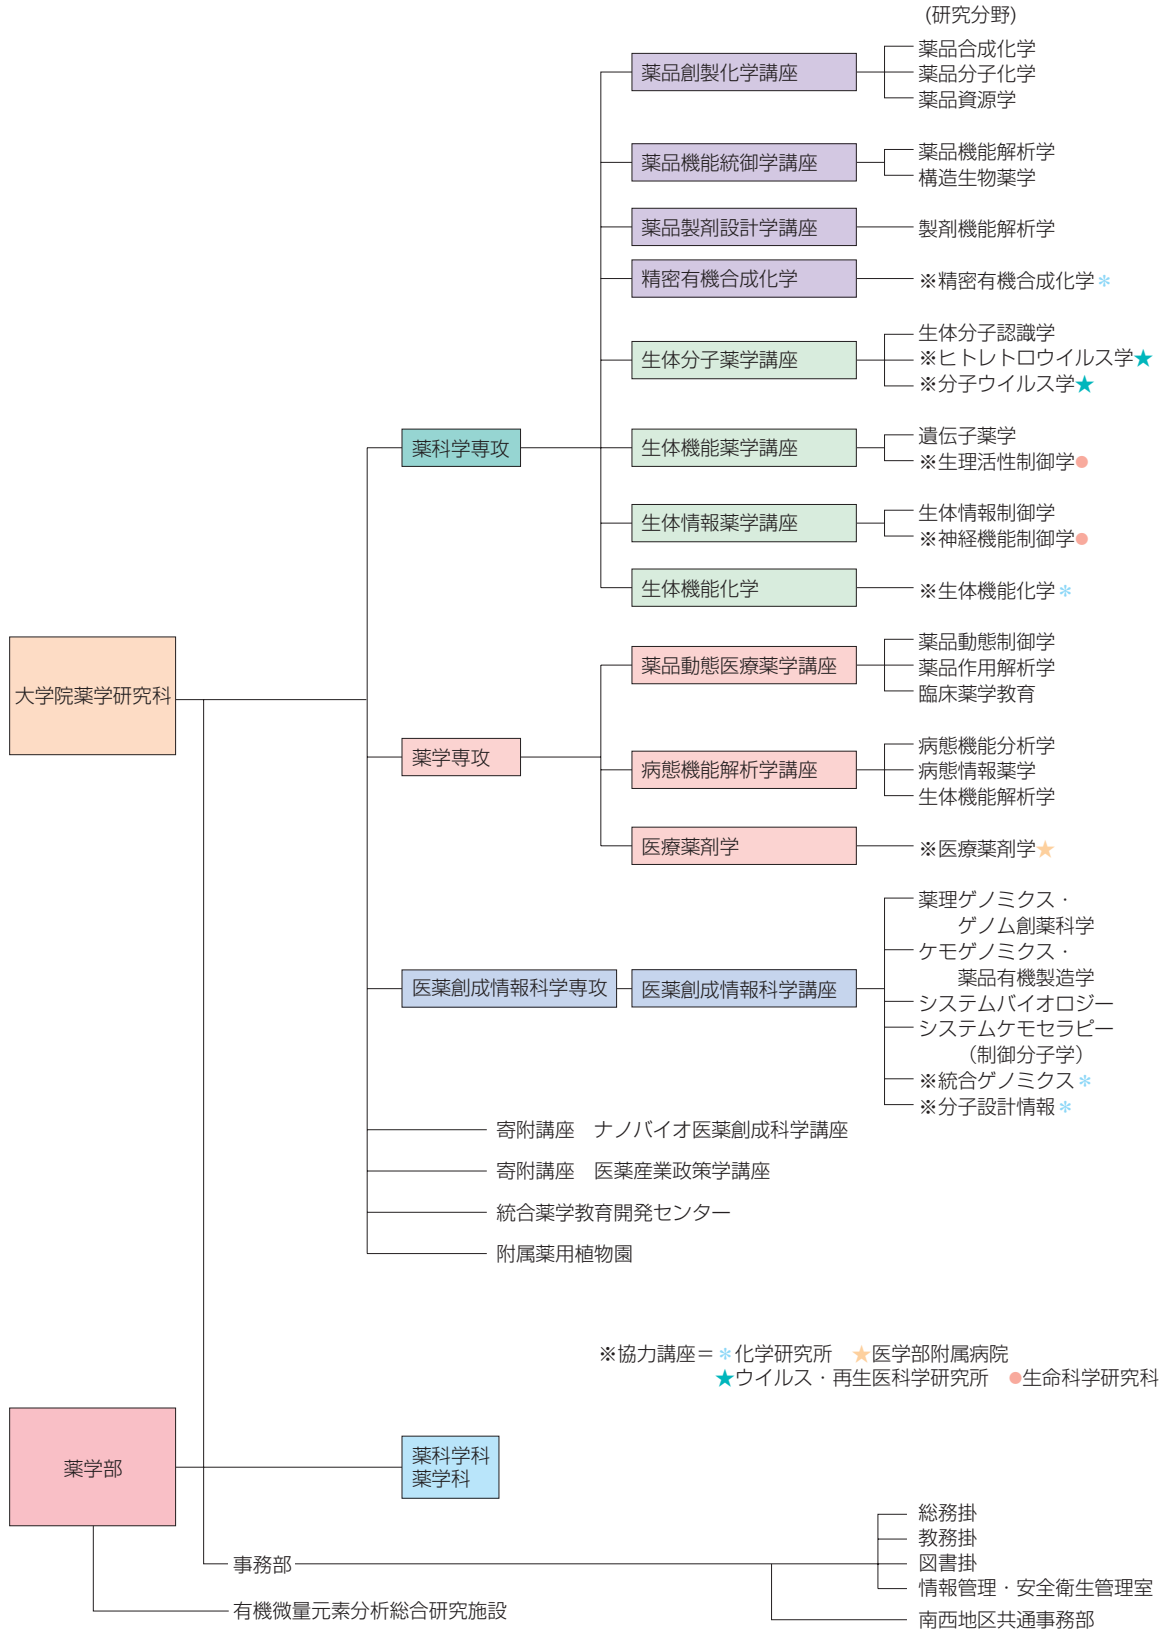 (研究分野)
薬品創製化学講座
薬品合成化学
薬品分子化学
薬品資源学
薬品機能統御学講座
薬品機能解析学
構造生物薬学
薬品製剤設計学講座
製剤機能解析学
精密有機合成化学
※精密有機合成化学*
生体分子薬学講座
生体分子認識学
※ヒトレトロウイルス学★
※分子ウイルス学★
薬科学専攻
生体機能薬学講座
遺伝子薬学
※生理活性制御学●
生体情報薬学講座
生体情報制御学
※神経機能制御学●
生体機能化学
※生体機能化学*
大学院薬学研究科
薬学専攻
薬品動態医療薬学講座
薬品動態制御学
薬品作用解析学
臨床薬学教育
病態機能解析学講座
病態機能分析学
病態情報薬学
生体機能解析学
医療薬剤学
※医療薬剤学★
医薬創成情報科学専攻
医薬創成情報科学講座
薬理ゲノミクス・
ゲノム創薬科学
ケモゲノミクス・
薬品有機製造学
システムバイオロジー
システムケモセラピー
（制御分子学）
※統合ゲノミクス*
※分子設計情報*
寄附講座　ナノバイオ医薬創成科学講座
寄附講座　医薬産業政策学講座
統合薬学教育開発センター
附属薬用植物園
※協力講座＝*化学研究所　★医学部附属病院
★ウイルス・再生医科学研究所　●生命科学研究科
薬学部
薬科学科
薬学科
事務部
総務掛
教務掛
図書掛
情報管理・安全衛生管理室
南西地区共通事務部
有機微量元素分析総合研究施設